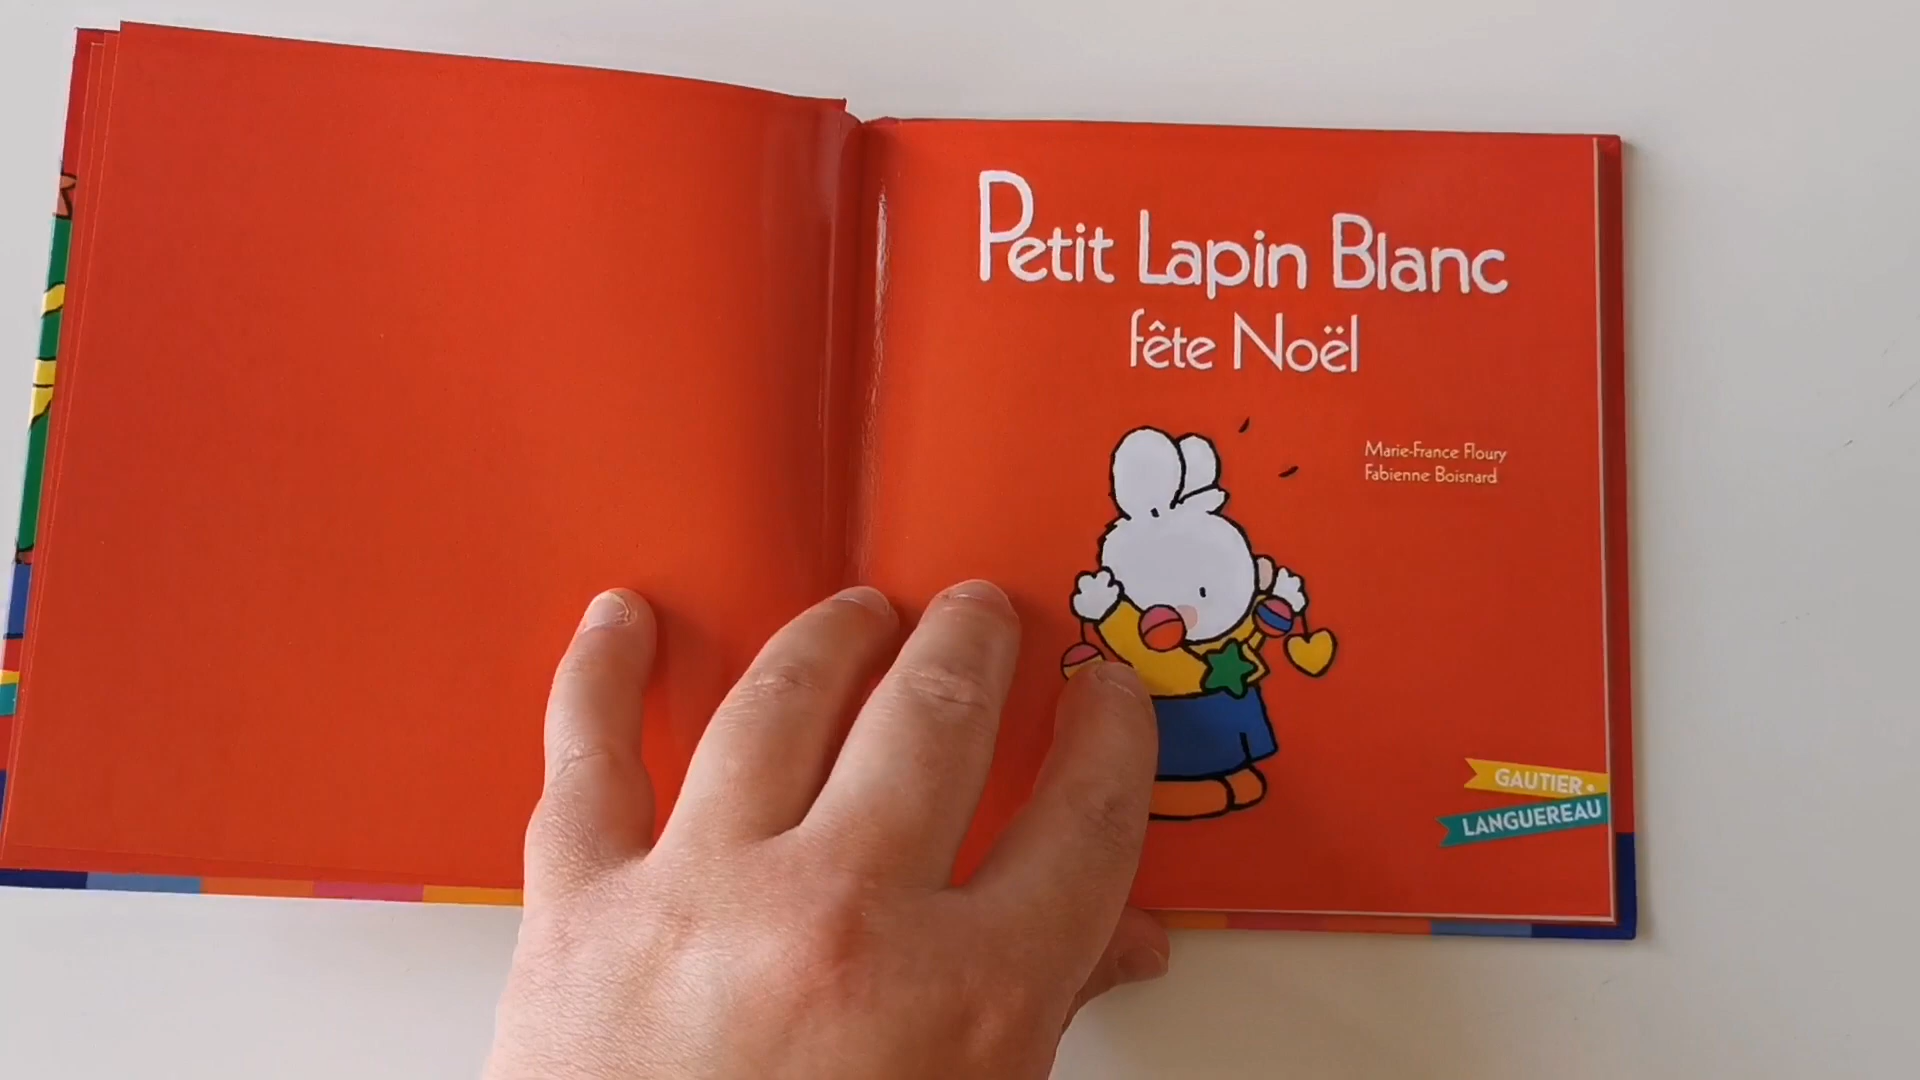 Petit Lapin Blanc
fête Noël
Marie-France Floury
Fabienne Boisnard
GAUTIER •
LANGUEREAU